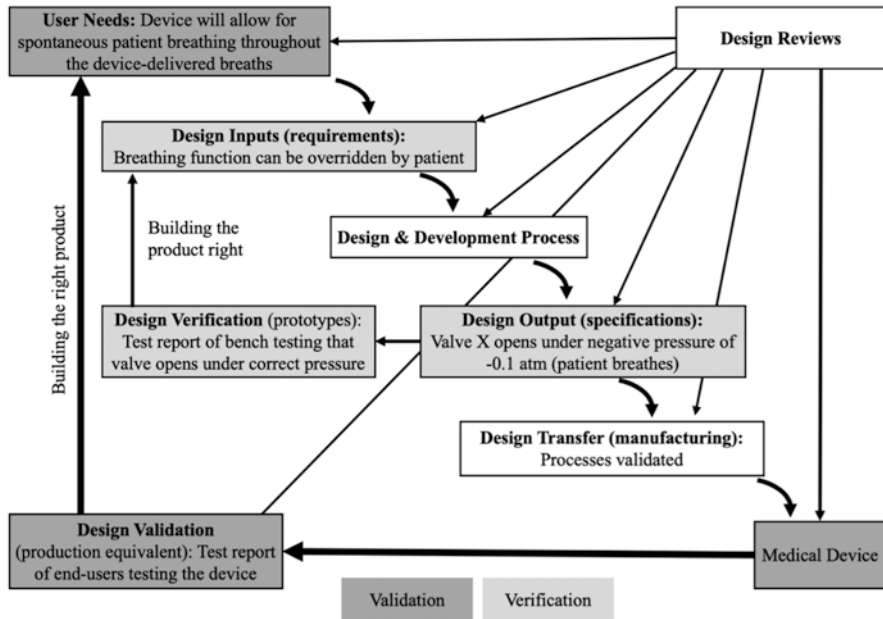 User Needs: Device will allow for
spontaneous patient breathing throughout
the device-delivered breaths
Design Reviews
Design Inputs (requirements):
Breathing function can be overridden by patient
Building the
product right
Design & Development Process
Building the right product
Design Verification (prototypes):
Test report of bench testing that
valve opens under correct pressure
Design Output (specifications):
Valve X opens under negative pressure of
-0.1 atm (patient breathes)
Design Transfer (manufacturing):
Processes validated
Design Validation
(production equivalent): Test report
of end-users testing the device
Medical Device
Validation
Verification